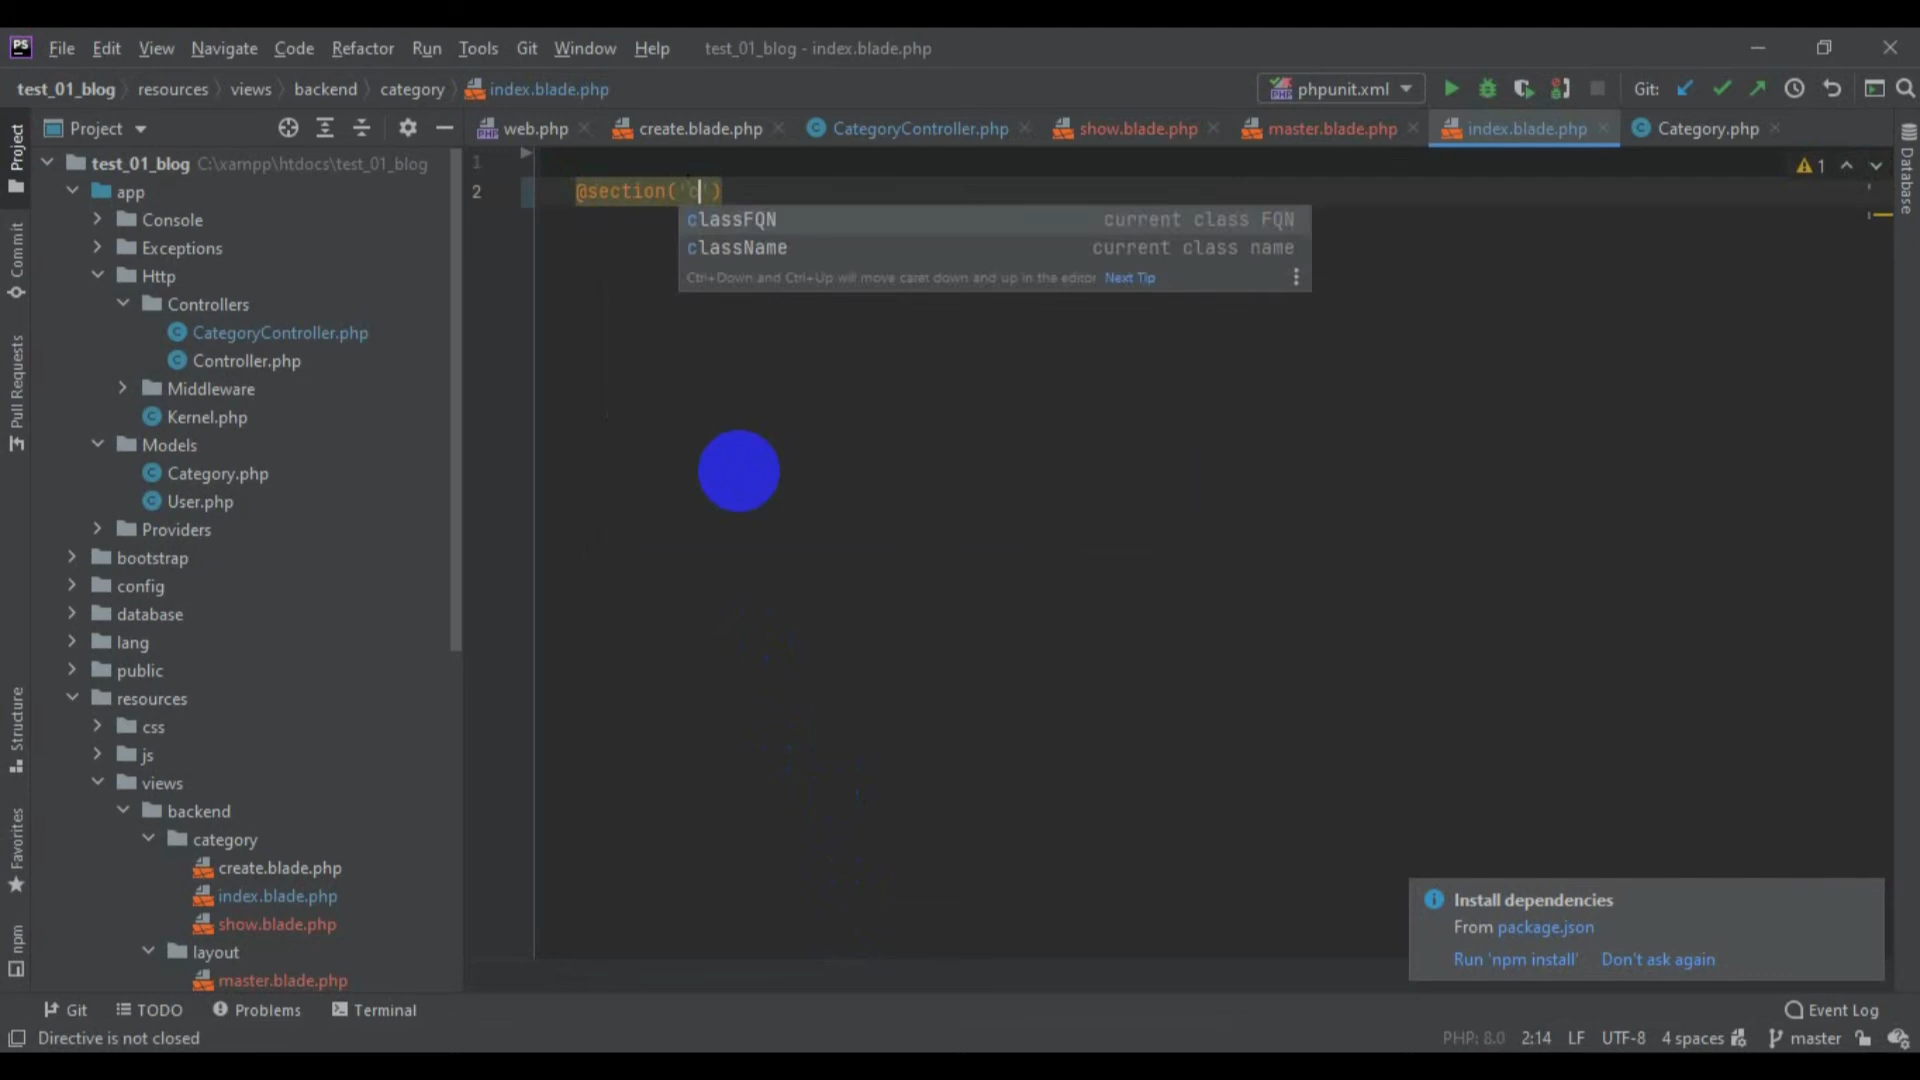 PS File Edit View Navigate Code Refactor Run Tools Git Window Help test_01_blog - index.blade.php
test_01_blog resources views backend category index.blade.php phpunit.xml Git:
Project web.php create.blade.php CategoryController.php show.blade.php master.blade.php index.blade.php Category.php
test_01_blog C:\xampp\htdocs\test_01_blog
app
Console
Exceptions
Http
Controllers
CategoryController.php
Controller.php
Middleware
Kernel.php
Models
Category.php
User.php
Providers
bootstrap
config
database
lang
public
resources
css
js
views
backend
category
create.blade.php
index.blade.php
show.blade.php
layout
master.blade.php
Project
Commit
Pull Requests
Structure
Favorites
npm
1
2 @section('c')
1
classFQN current class FQN
className current class name
Ctrl+Down and Ctrl+Up will move caret down and up in the editor Next Tip
Database
Install dependencies
From package.json
Run 'npm install' Don't ask again
Git TODO Problems Terminal Event Log
Directive is not closed PHP: 8.0 2:14 LF UTF-8 4 spaces master